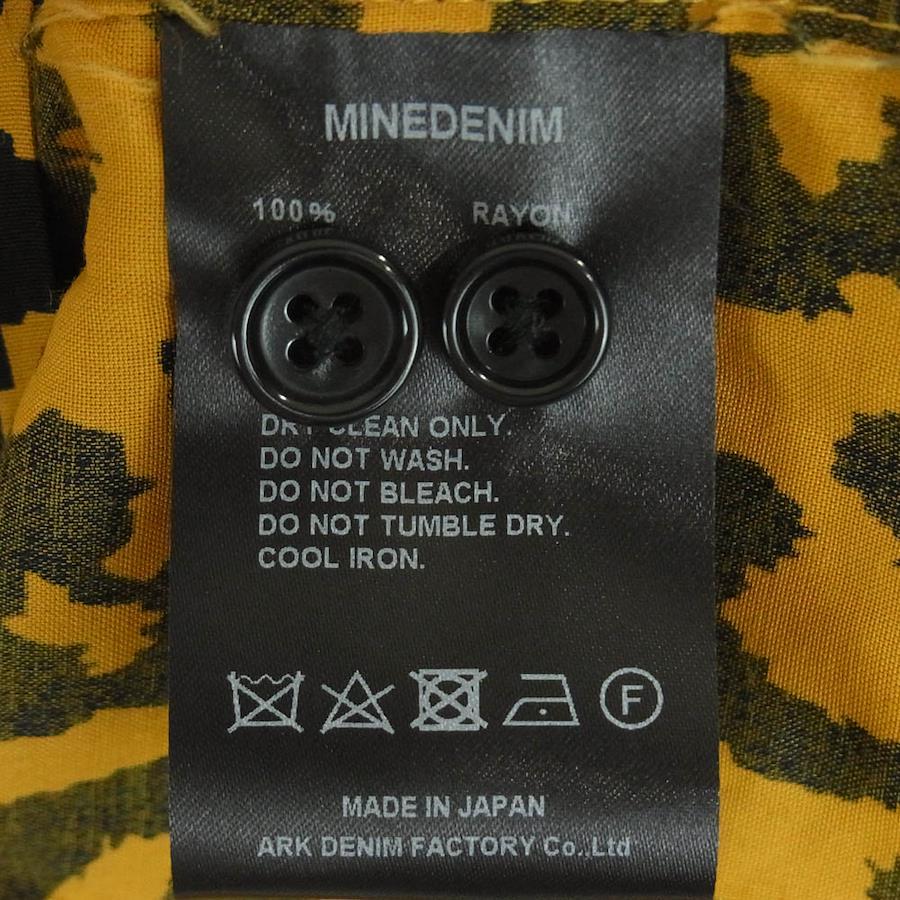 MINEDENIM
100% RAYON
DRY CLEAN ONLY.
DO NOT WASH.
DO NOT BLEACH.
DO NOT TUMBLE DRY.
COOL IRON.
F
MADE IN JAPAN
ARK DENIM FACTORY Co.,Ltd